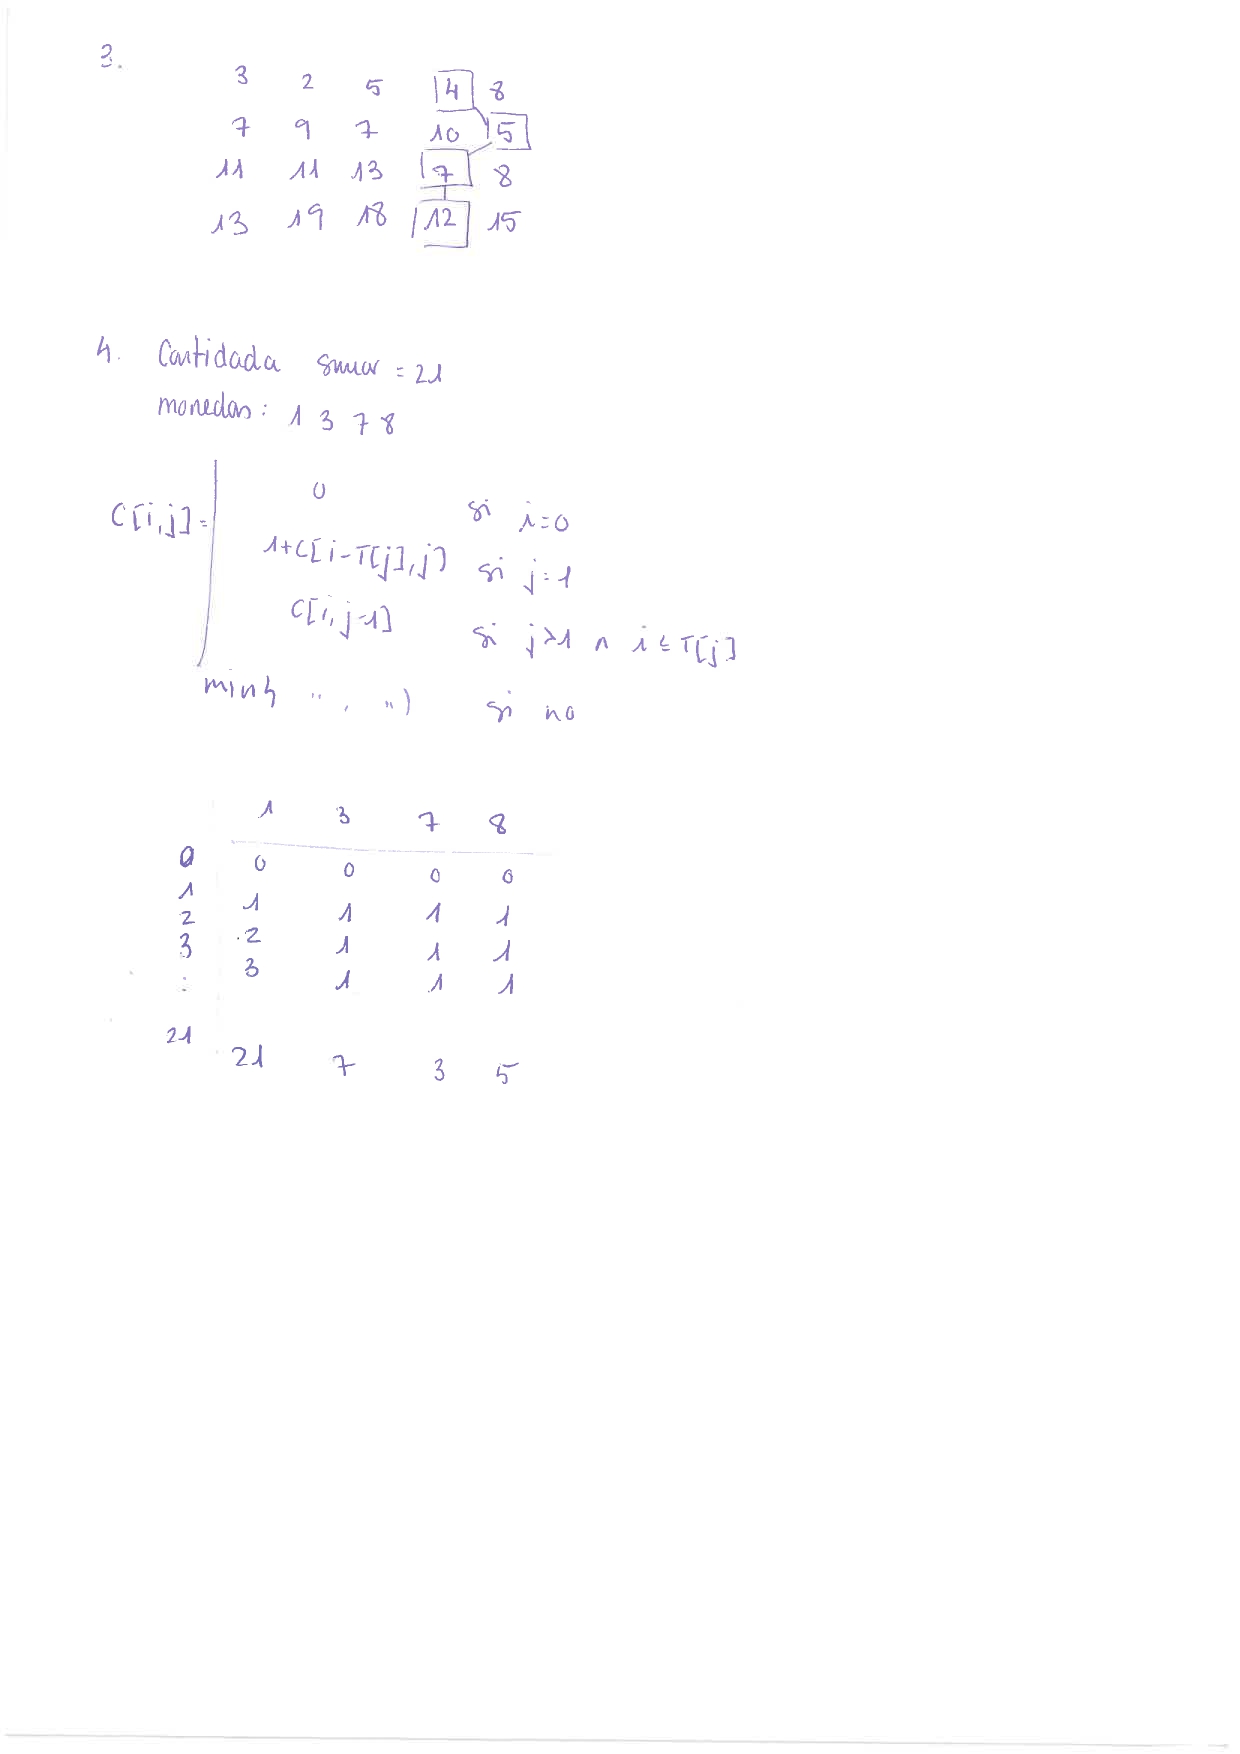 3.
3 2 5 4 8
7 9 7 10 5
11 11 13 7 8
13 19 18 12 15
4. Cantidada sumar = 21
monedas: 1 3 7 8
0 si i=0
C[i,j]= 1+C[i-T[j],j] si j=1
C[i,j-1] si j>1 ∧ i≤T[j]
min{ " , " } si no
1 3 7 8
0 0 0 0 0
1 1 1 1 1
2 2 1 1 1
3 3 1 1 1
:
21 21 7 3 5